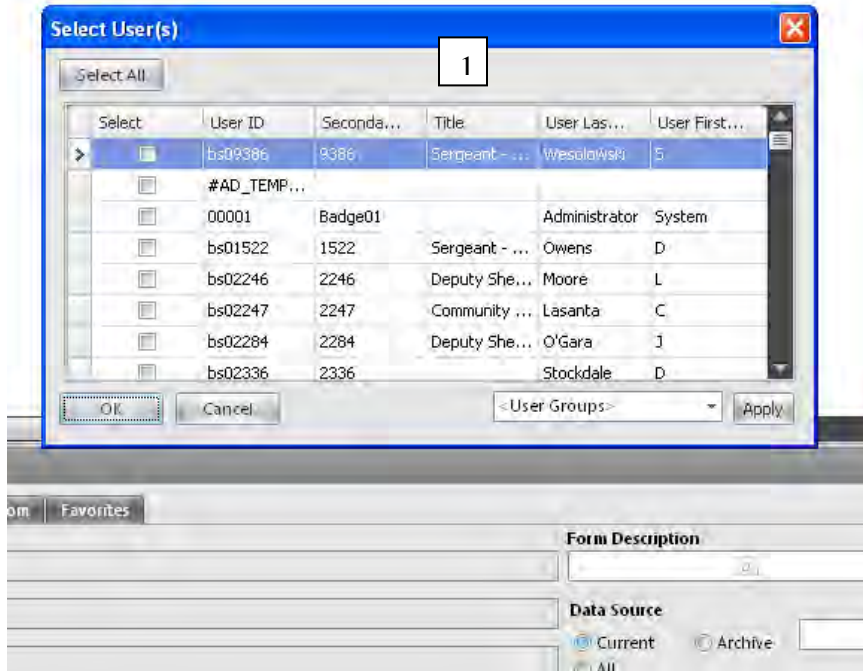 Select User(s)
1
Select All
Select User ID Seconda... Title User Las... User First...
bs09386 9386 Sergeant - ... Wesolowski S
#AD_TEMP...
00001 Badge01 Administrator System
bs01522 1522 Sergeant - ... Owens D
bs02246 2246 Deputy She... Moore L
bs02247 2247 Community ... Lasanta C
bs02284 2284 Deputy She... O'Gara J
bs02336 2336 Stockdale D
OK Cancel <User Groups> Apply
om Favorites
Form Description
Data Source
Current Archive
All